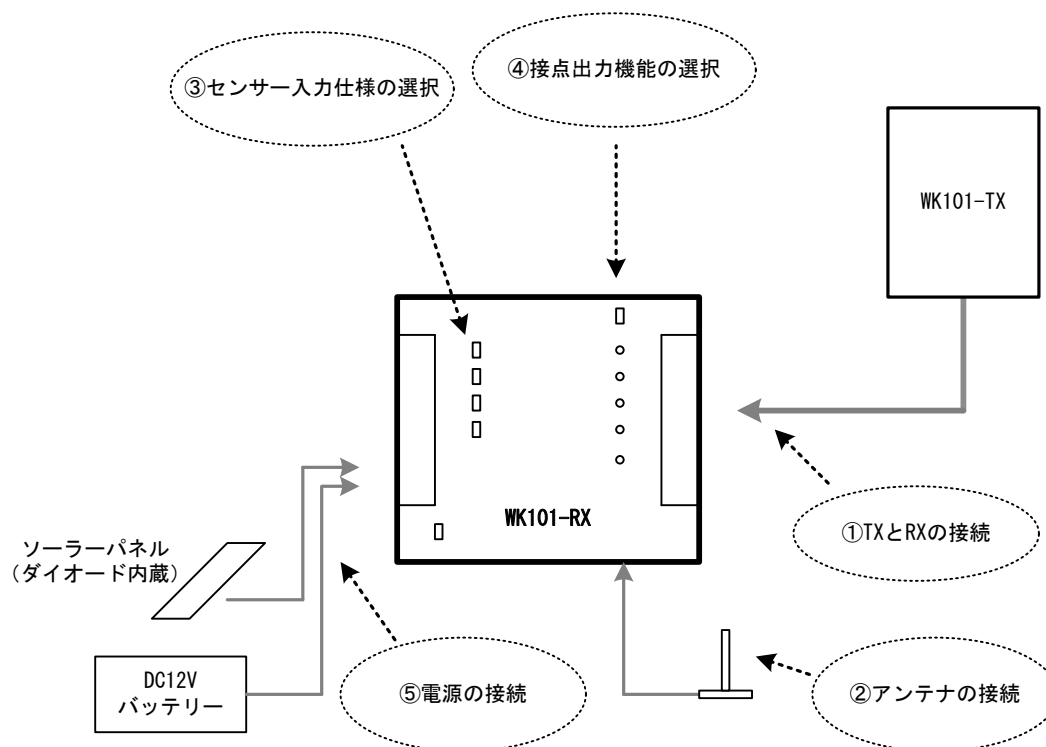 ④接点出力機能の選択
③センサー入力仕様の選択
WK101-TX
WK101-RX
①TXとRXの接続
ソーラーパネル
（ダイオード内蔵）
DC12V
バッテリー
⑤電源の接続
②アンテナの接続